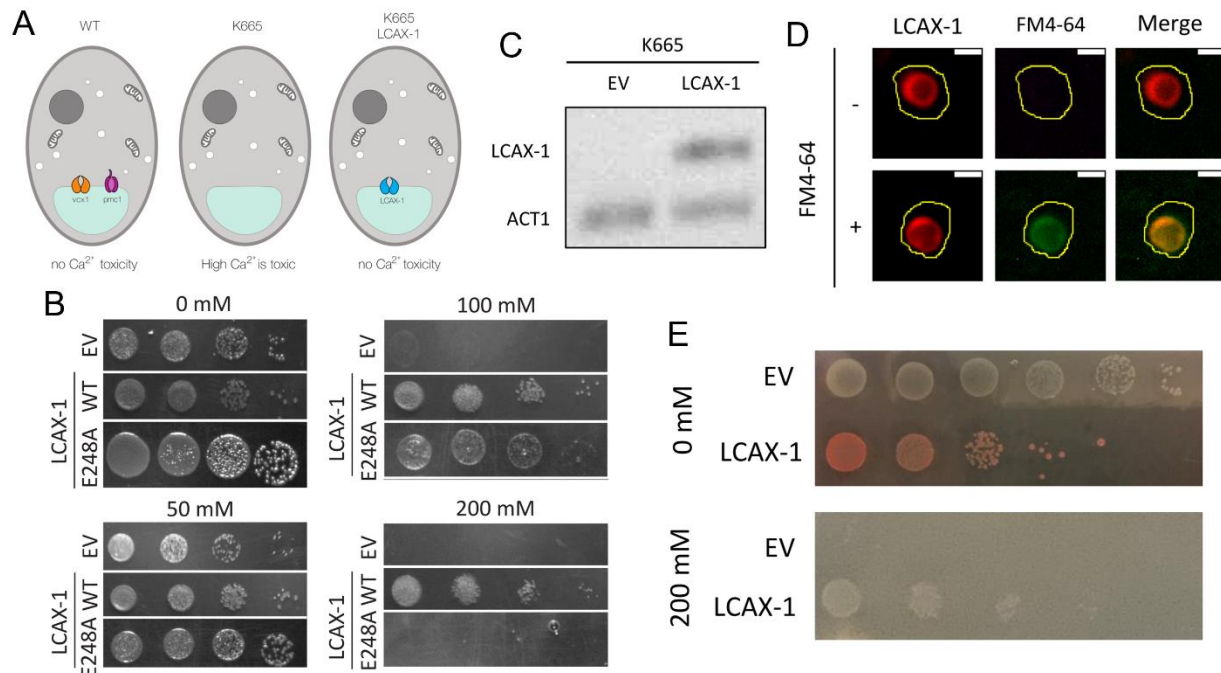 A
WT
K665
K665
LCAX-1
vcx1
pmc1
LCAX-1
no Ca²⁺ toxicity
High Ca²⁺ is toxic
no Ca²⁺ toxicity
B
0 mM
EV
WT
E248A
LCAX-1
100 mM
EV
WT
E248A
LCAX-1
50 mM
EV
WT
E248A
LCAX-1
200 mM
EV
WT
E248A
LCAX-1
C
K665
EV
LCAX-1
LCAX-1
ACT1
D
LCAX-1
FM4-64
Merge
FM4-64
-
+
E
0 mM
EV
LCAX-1
200 mM
EV
LCAX-1